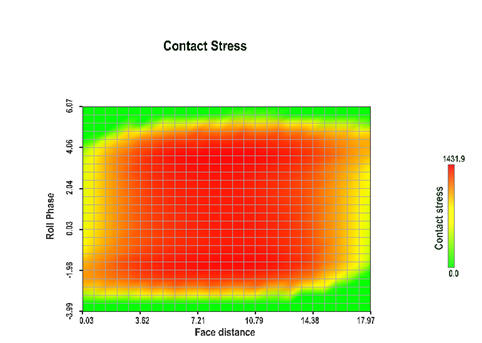 Contact Stress
6.07
4.05
2.04
0.03
-1.98
-3.99
Roll Phase
0.03 3.62 7.21 10.79 14.38 17.97
Face distance
1431.9
Contact stress
0.0